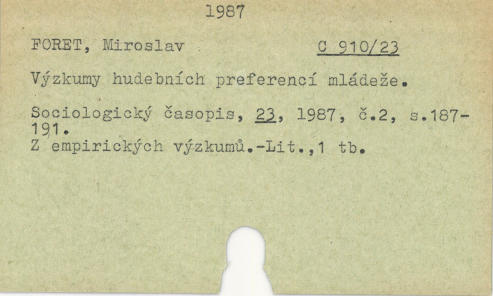 1987
FORET, Miroslav C 910/23
Výzkumy hudebních preferencí mládeže.
Sociologický časopis, 23, 1987, č.2, s.187-
191.
Z empirických výzkumů.-Lit.,1 tb.